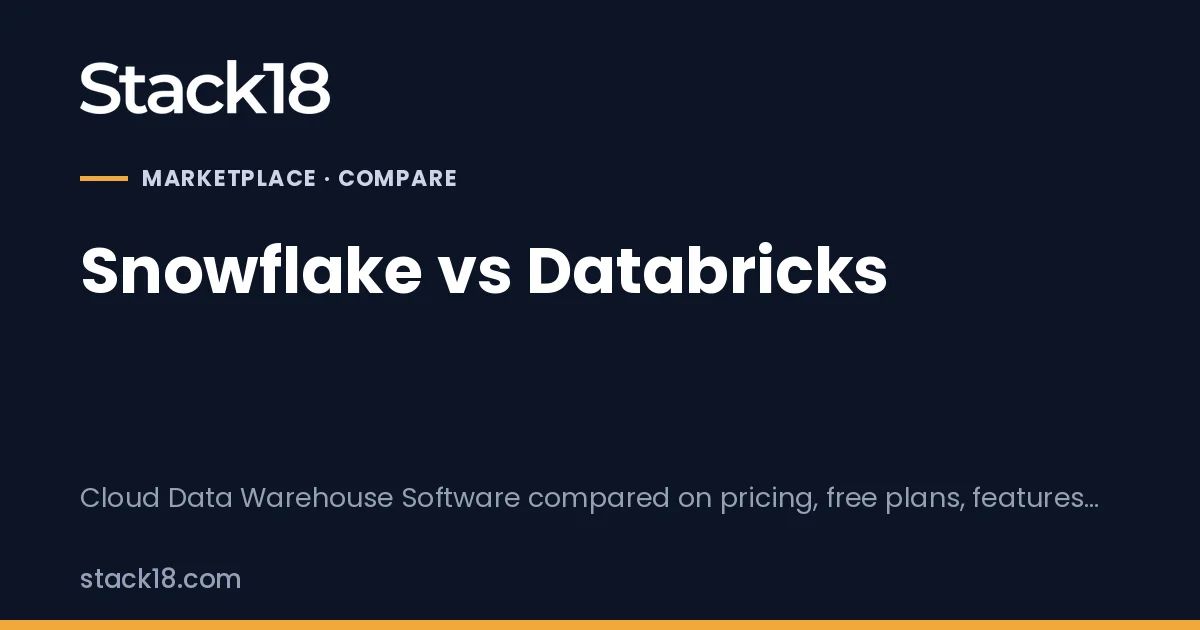 Stack18
MARKETPLACE · COMPARE
Snowflake vs Databricks
Cloud Data Warehouse Software compared on pricing, free plans, features...
stack18.com